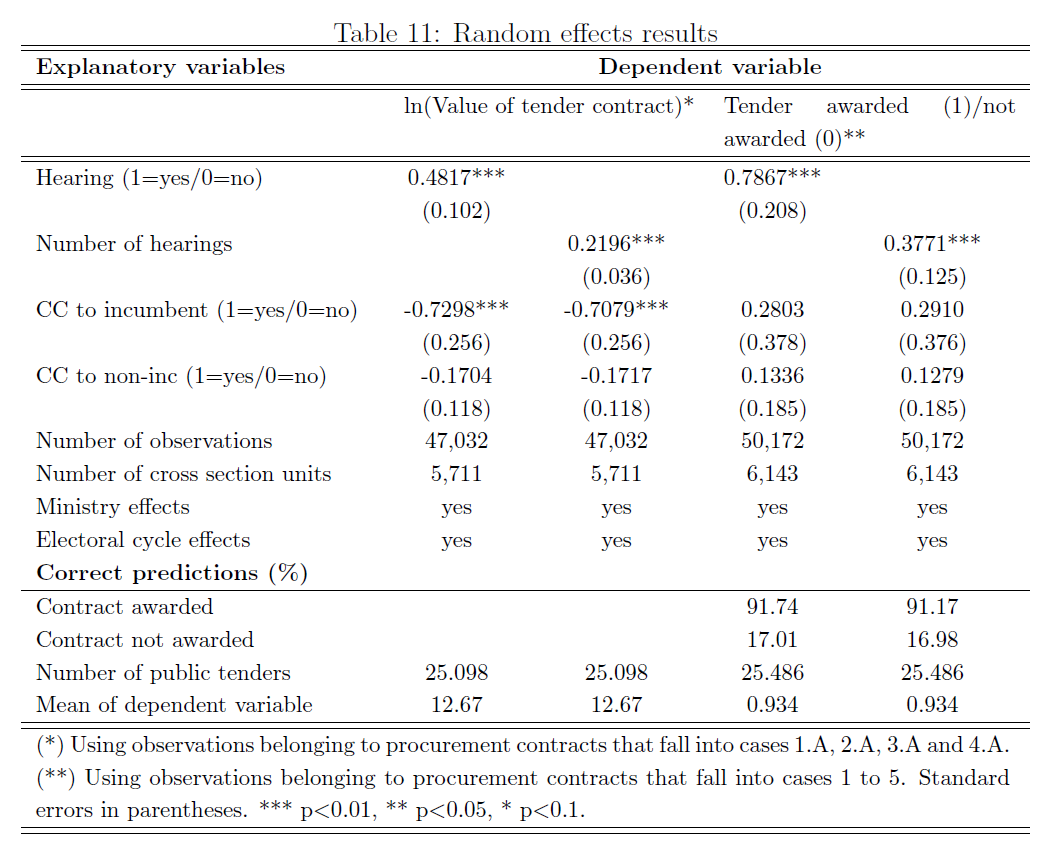 Table 11: Random effects results
Explanatory variables Dependent variable
ln(Value of tender contract)* Tender awarded (1)/not
awarded (0)**
Hearing (1=yes/0=no) 0.4817*** 0.7867***
(0.102) (0.208)
Number of hearings 0.2196*** 0.3771***
(0.036) (0.125)
CC to incumbent (1=yes/0=no) -0.7298*** -0.7079*** 0.2803 0.2910
(0.256) (0.256) (0.378) (0.376)
CC to non-inc (1=yes/0=no) -0.1704 -0.1717 0.1336 0.1279
(0.118) (0.118) (0.185) (0.185)
Number of observations 47,032 47,032 50,172 50,172
Number of cross section units 5,711 5,711 6,143 6,143
Ministry effects yes yes yes yes
Electoral cycle effects yes yes yes yes
Correct predictions (%)
Contract awarded 91.74 91.17
Contract not awarded 17.01 16.98
Number of public tenders 25.098 25.098 25.486 25.486
Mean of dependent variable 12.67 12.67 0.934 0.934
(*) Using observations belonging to procurement contracts that fall into cases 1.A, 2.A, 3.A and 4.A.
(**) Using observations belonging to procurement contracts that fall into cases 1 to 5. Standard
errors in parentheses. *** p<0.01, ** p<0.05, * p<0.1.